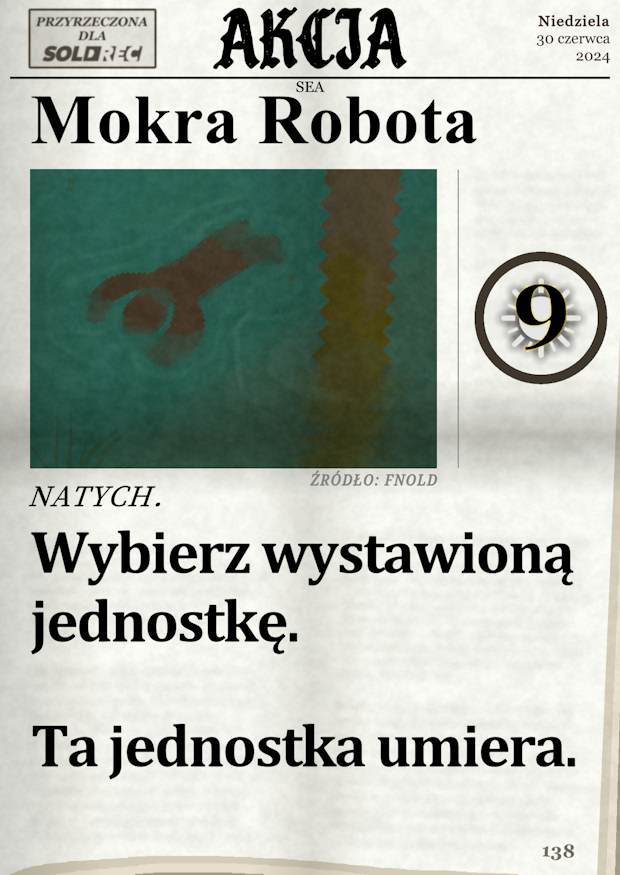 PRZYRZECZONA
DLA
SOLDREC
AKCJA
Niedziela
30 czerwca
2024
SEA
Mokra Robota
9
ŹRÓDŁO: FNOLD
NATYCH.
Wybierz wystawioną
jednostkę.
Ta jednostka umiera.
138